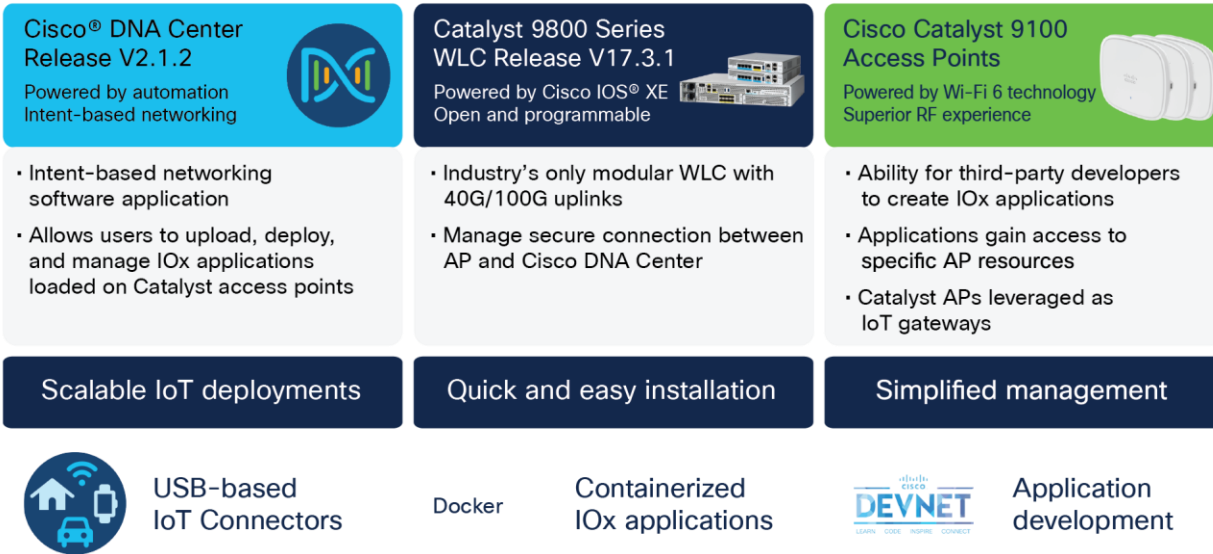 Cisco® DNA Center
Release V2.1.2
Powered by automation
Intent-based networking
· Intent-based networking
software application
· Allows users to upload, deploy,
and manage IOx applications
loaded on Catalyst access points
Catalyst 9800 Series
WLC Release V17.3.1
Powered by Cisco IOS® XE
Open and programmable
· Industry's only modular WLC with
40G/100G uplinks
· Manage secure connection between
AP and Cisco DNA Center
Cisco Catalyst 9100
Access Points
Powered by Wi-Fi 6 technology
Superior RF experience
· Ability for third-party developers
to create IOx applications
· Applications gain access to
specific AP resources
· Catalyst APs leveraged as
IoT gateways
Scalable IoT deployments
Quick and easy installation
Simplified management
USB-based
IoT Connectors
Docker
Containerized
IOx applications
CISCO
DEVNET
LEARN CODE INSPIRE CONNECT
Application
development